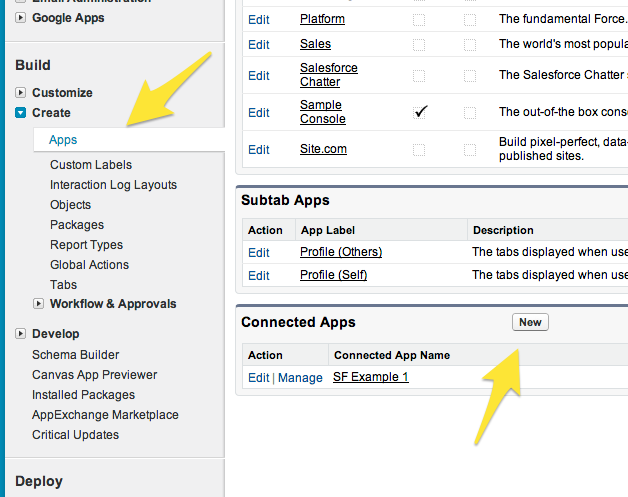 Email Administration
Google Apps
Build
Customize
Create
Apps
Custom Labels
Interaction Log Layouts
Objects
Packages
Report Types
Global Actions
Tabs
Workflow & Approvals
Develop
Schema Builder
Canvas App Previewer
Installed Packages
AppExchange Marketplace
Critical Updates
Deploy
Edit Platform The fundamental Force.
Edit Sales The world's most popula
Edit Salesforce Chatter The Salesforce Chatter
Edit Sample Console The out-of-the box cons
Edit Site.com Build pixel-perfect, data-
published sites.
Subtab Apps
Action App Label Description
Edit Profile (Others) The tabs displayed when use
Edit Profile (Self) The tabs displayed when use
Connected Apps New
Action Connected App Name
Edit | Manage SF Example 1